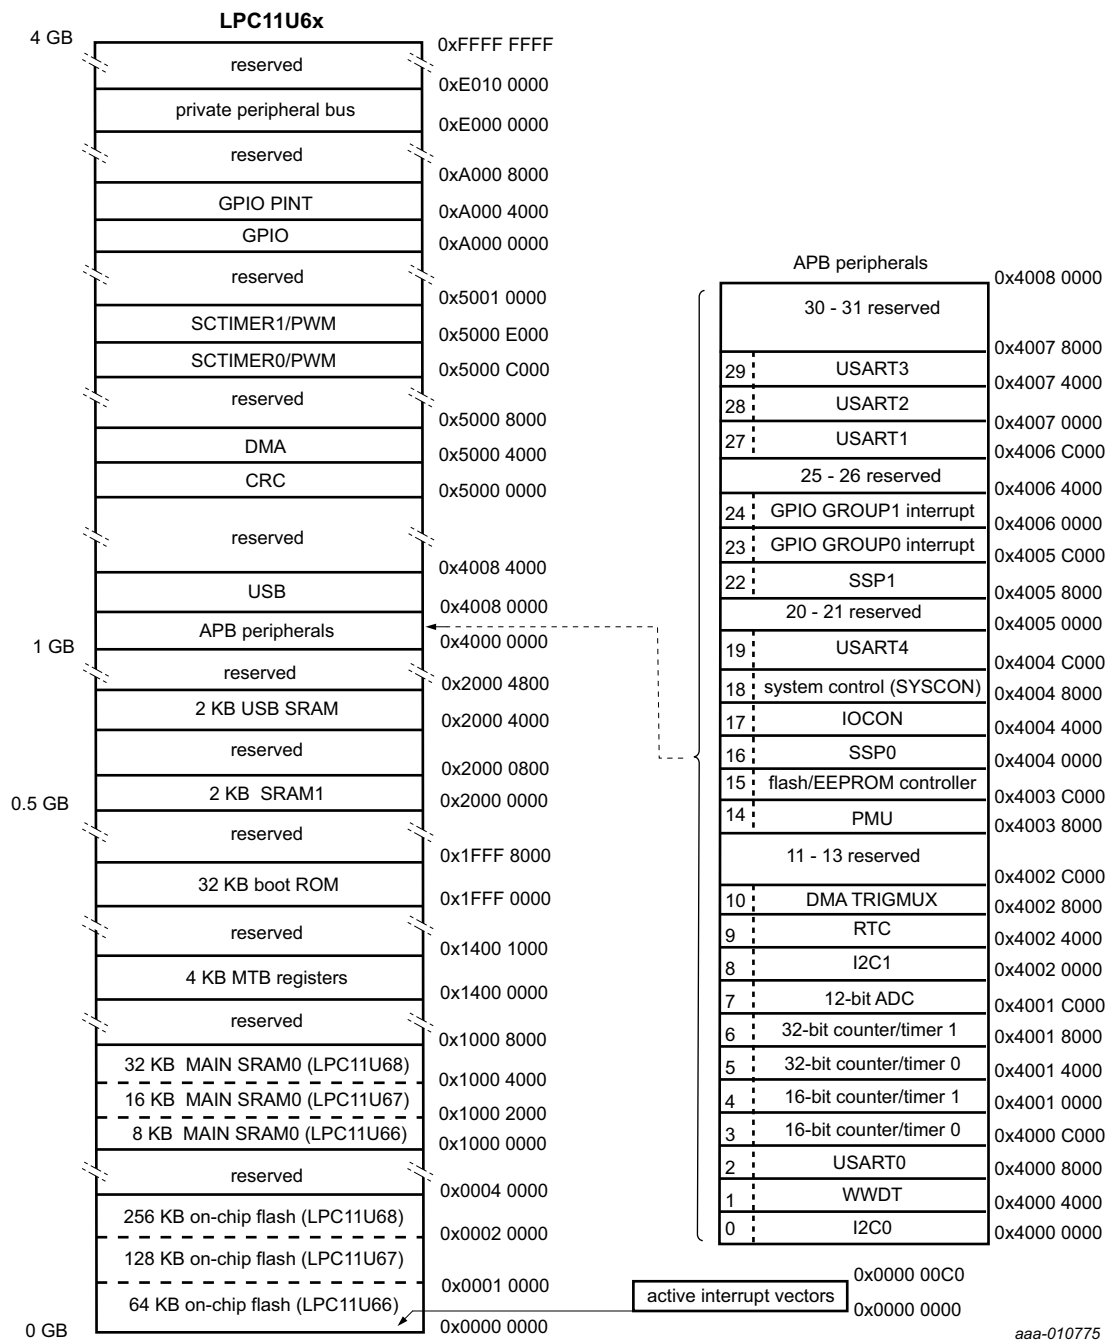 LPC11U6x
4 GB
0xFFFF FFFF
reserved
0xE010 0000
private peripheral bus
0xE000 0000
reserved
0xA000 8000
GPIO PINT
0xA000 4000
GPIO
0xA000 0000
reserved
0x5001 0000
SCTIMER1/PWM
0x5000 E000
SCTIMER0/PWM
0x5000 C000
reserved
0x5000 8000
DMA
0x5000 4000
CRC
0x5000 0000
reserved
0x4008 4000
USB
0x4008 0000
APB peripherals
1 GB
0x4000 0000
reserved
0x2000 4800
2 KB USB SRAM
0x2000 4000
reserved
0x2000 0800
2 KB SRAM1
0.5 GB
0x2000 0000
reserved
0x1FFF 8000
32 KB boot ROM
0x1FFF 0000
reserved
0x1400 1000
4 KB MTB registers
0x1400 0000
reserved
0x1000 8000
32 KB MAIN SRAM0 (LPC11U68)
0x1000 4000
16 KB MAIN SRAM0 (LPC11U67)
0x1000 2000
8 KB MAIN SRAM0 (LPC11U66)
0x1000 0000
reserved
0x0004 0000
256 KB on-chip flash (LPC11U68)
0x0002 0000
128 KB on-chip flash (LPC11U67)
0x0001 0000
64 KB on-chip flash (LPC11U66)
0 GB
0x0000 0000
APB peripherals
0x4008 0000
30 - 31 reserved
0x4007 8000
29 USART3
0x4007 4000
28 USART2
0x4007 0000
27 USART1
0x4006 C000
25 - 26 reserved
0x4006 4000
24 GPIO GROUP1 interrupt
0x4006 0000
23 GPIO GROUP0 interrupt
0x4005 C000
22 SSP1
0x4005 8000
20 - 21 reserved
0x4005 0000
19 USART4
0x4004 C000
18 system control (SYSCON)
0x4004 8000
17 IOCON
0x4004 4000
16 SSP0
0x4004 0000
15 flash/EEPROM controller
0x4003 C000
14 PMU
0x4003 8000
11 - 13 reserved
0x4002 C000
10 DMA TRIGMUX
0x4002 8000
9 RTC
0x4002 4000
8 I2C1
0x4002 0000
7 12-bit ADC
0x4001 C000
6 32-bit counter/timer 1
0x4001 8000
5 32-bit counter/timer 0
0x4001 4000
4 16-bit counter/timer 1
0x4001 0000
3 16-bit counter/timer 0
0x4000 C000
2 USART0
0x4000 8000
1 WWDT
0x4000 4000
0 I2C0
0x4000 0000
0x0000 00C0
active interrupt vectors
0x0000 0000
aaa-010775